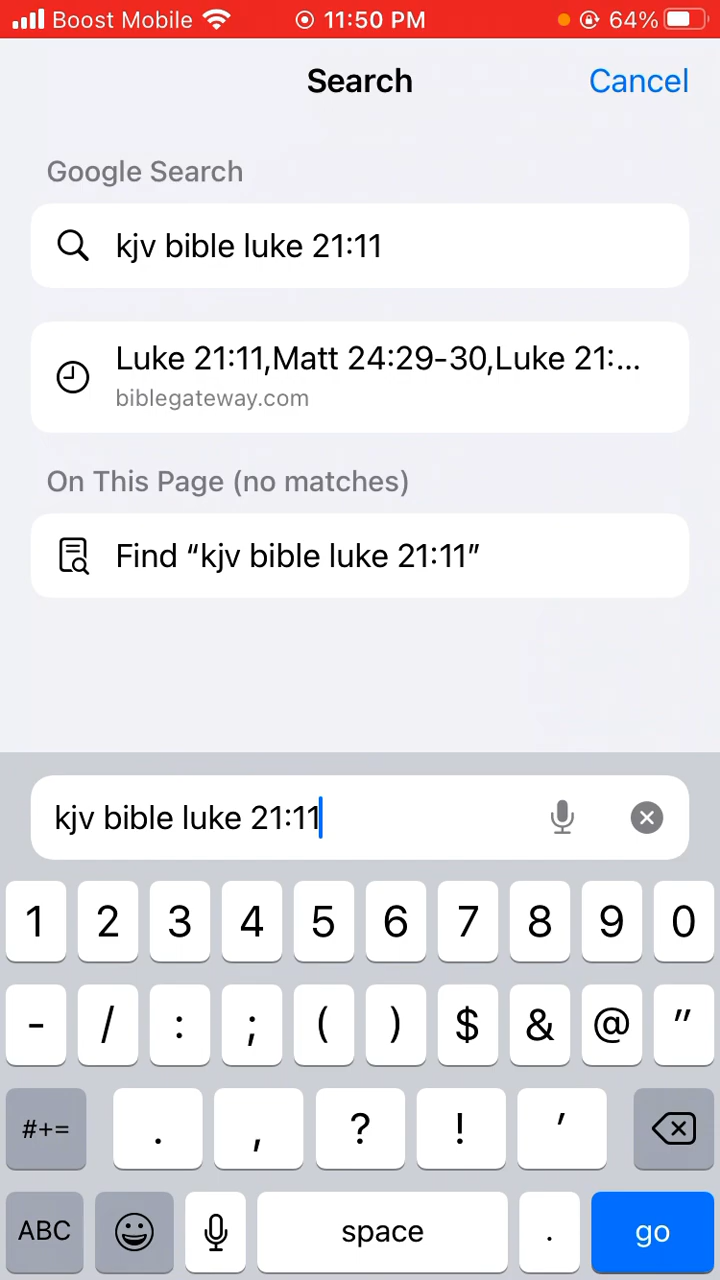 Boost Mobile 11:50 PM 64%
Search Cancel
Google Search
kjv bible luke 21:11
Luke 21:11,Matt 24:29-30,Luke 21:...
biblegateway.com
On This Page (no matches)
Find “kjv bible luke 21:11”
kjv bible luke 21:11
1 2 3 4 5 6 7 8 9 0
- / : ; ( ) $ & @ "
#+= . , ? ! '
ABC space . go